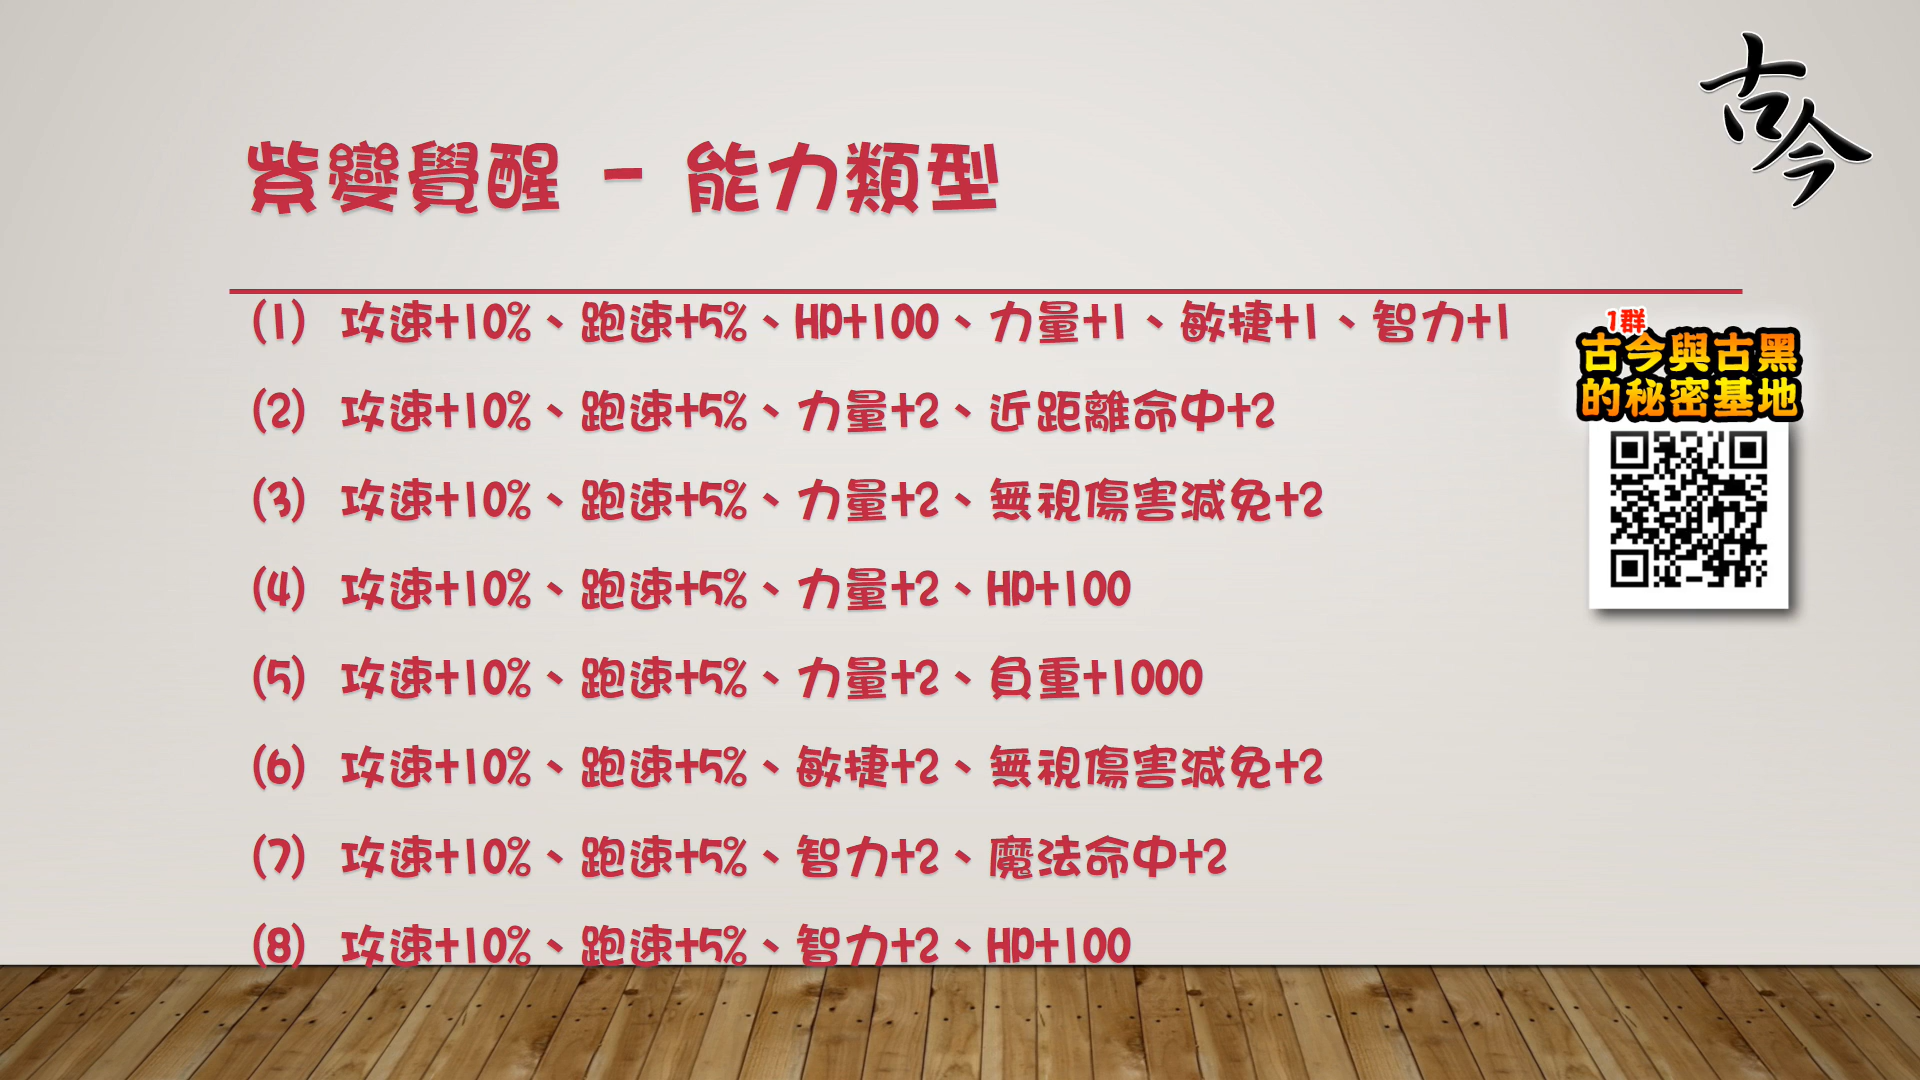 古今
紫變覺醒 - 能力類型
(1) 攻速+10%、跑速+5%、HP+100、力量+1、敏捷+1、智力+1
(2) 攻速+10%、跑速+5%、力量+2、近距離命中+2
(3) 攻速+10%、跑速+5%、力量+2、無視傷害減免+2
(4) 攻速+10%、跑速+5%、力量+2、HP+100
(5) 攻速+10%、跑速+5%、力量+2、負重+1000
(6) 攻速+10%、跑速+5%、敏捷+2、無視傷害減免+2
(7) 攻速+10%、跑速+5%、智力+2、魔法命中+2
(8) 攻速+10%、跑速+5%、智力+2、HP+100
1群
古今與古黑
的秘密基地